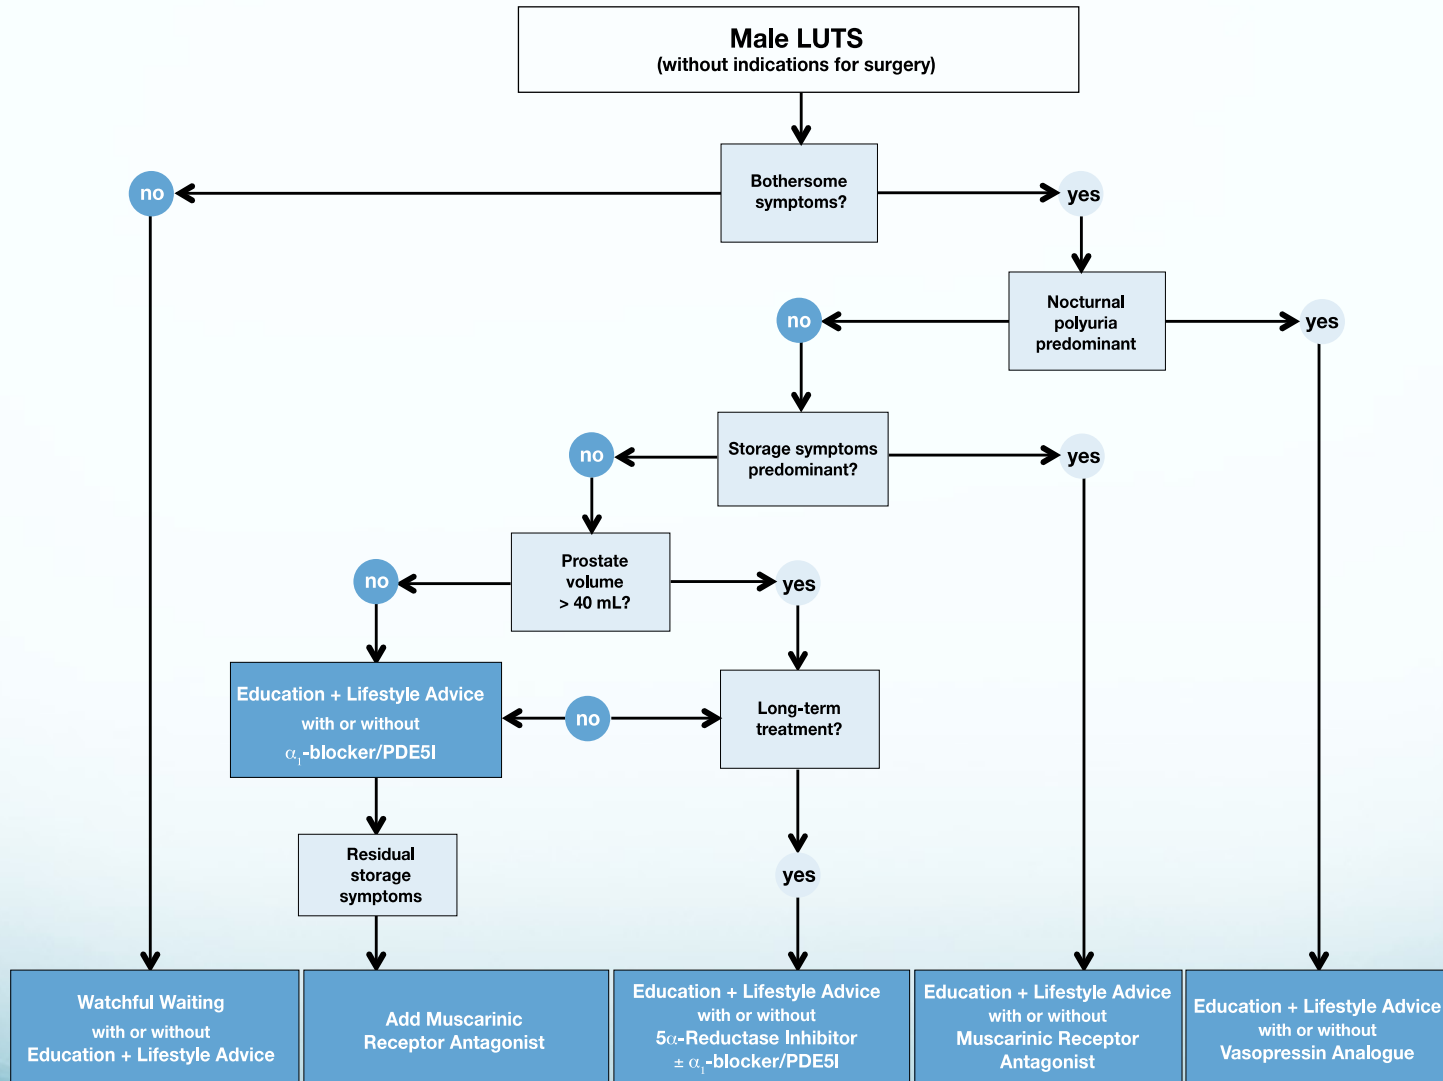 Male LUTS
(without indications for surgery)
Bothersome
symptoms?
no
yes
Nocturnal
polyuria
predominant
no
yes
Storage symptoms
predominant?
no
yes
Prostate
volume
> 40 mL?
no
yes
Education + Lifestyle Advice
with or without
α₁-blocker/PDE5I
no
Long-term
treatment?
Residual
storage
symptoms
yes
Watchful Waiting
with or without
Education + Lifestyle Advice
Add Muscarinic
Receptor Antagonist
Education + Lifestyle Advice
with or without
5α-Reductase Inhibitor
± α₁-blocker/PDE5I
Education + Lifestyle Advice
with or without
Muscarinic Receptor
Antagonist
Education + Lifestyle Advice
with or without
Vasopressin Analogue